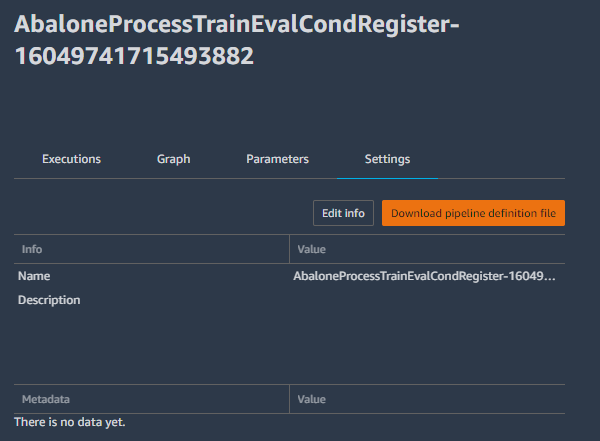 AbaloneProcessTrainEvalCondRegister-
16049741715493882
Executions Graph Parameters Settings
Edit info Download pipeline definition file
Info Value
Name AbaloneProcessTrainEvalCondRegister-16049...
Description
Metadata Value
There is no data yet.